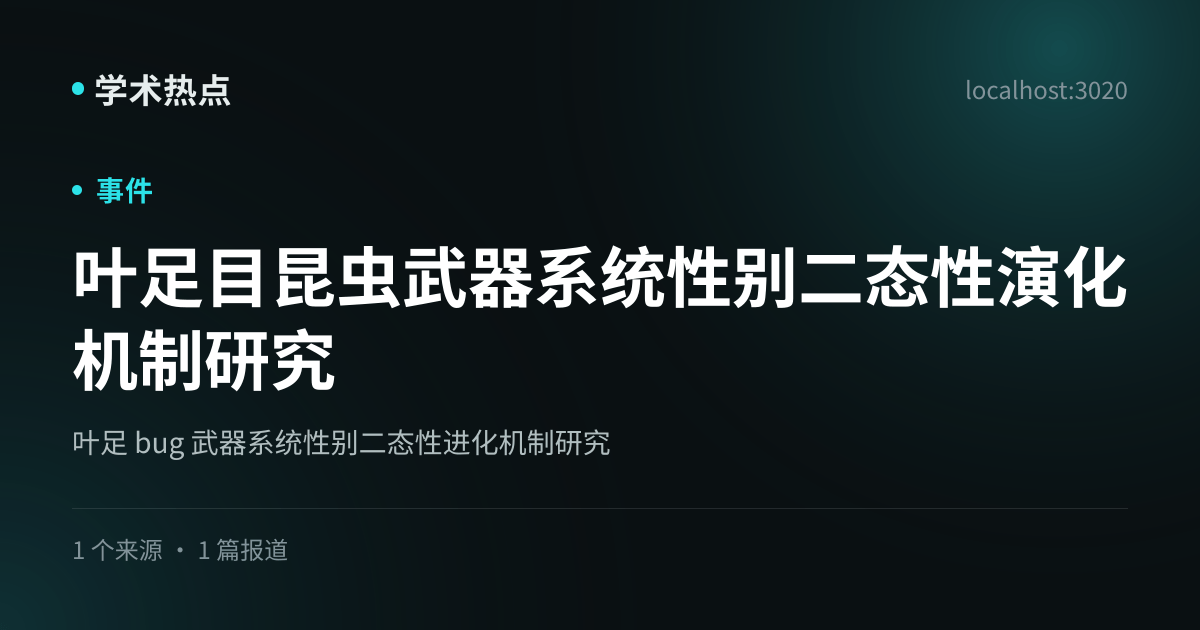 学术热点
localhost:3020
事件
叶足目昆虫武器系统性别二态性演化
机制研究
叶足 bug 武器系统性别二态性进化机制研究
1 个来源 · 1 篇报道